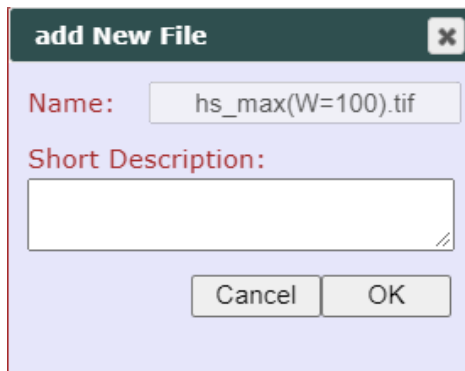 add New File
Name: hs_max(W=100).tif
Short Description:
Cancel OK